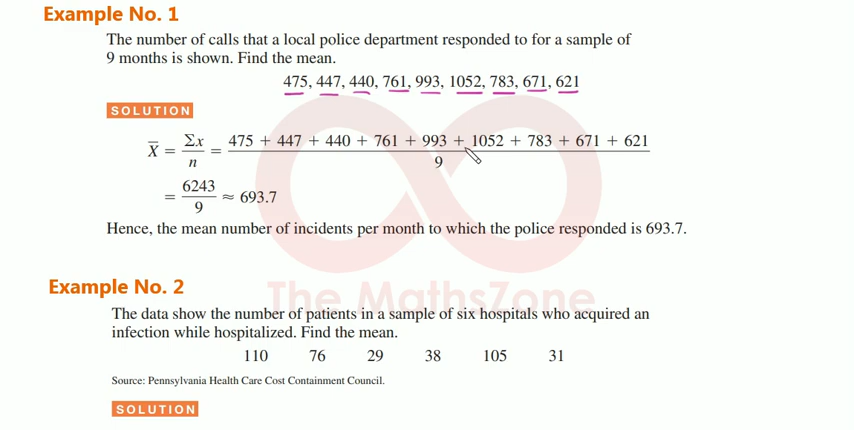 Example No. 1
The number of calls that a local police department responded to for a sample of
9 months is shown. Find the mean.
475, 447, 440, 761, 993, 1052, 783, 671, 621
SOLUTION
X̄ = Σx/n = (475 + 447 + 440 + 761 + 993 + 1052 + 783 + 671 + 621)/9
= 6243/9 ≈ 693.7
Hence, the mean number of incidents per month to which the police responded is 693.7.
Example No. 2
The MathsZone
The data show the number of patients in a sample of six hospitals who acquired an
infection while hospitalized. Find the mean.
110 76 29 38 105 31
Source: Pennsylvania Health Care Cost Containment Council.
SOLUTION